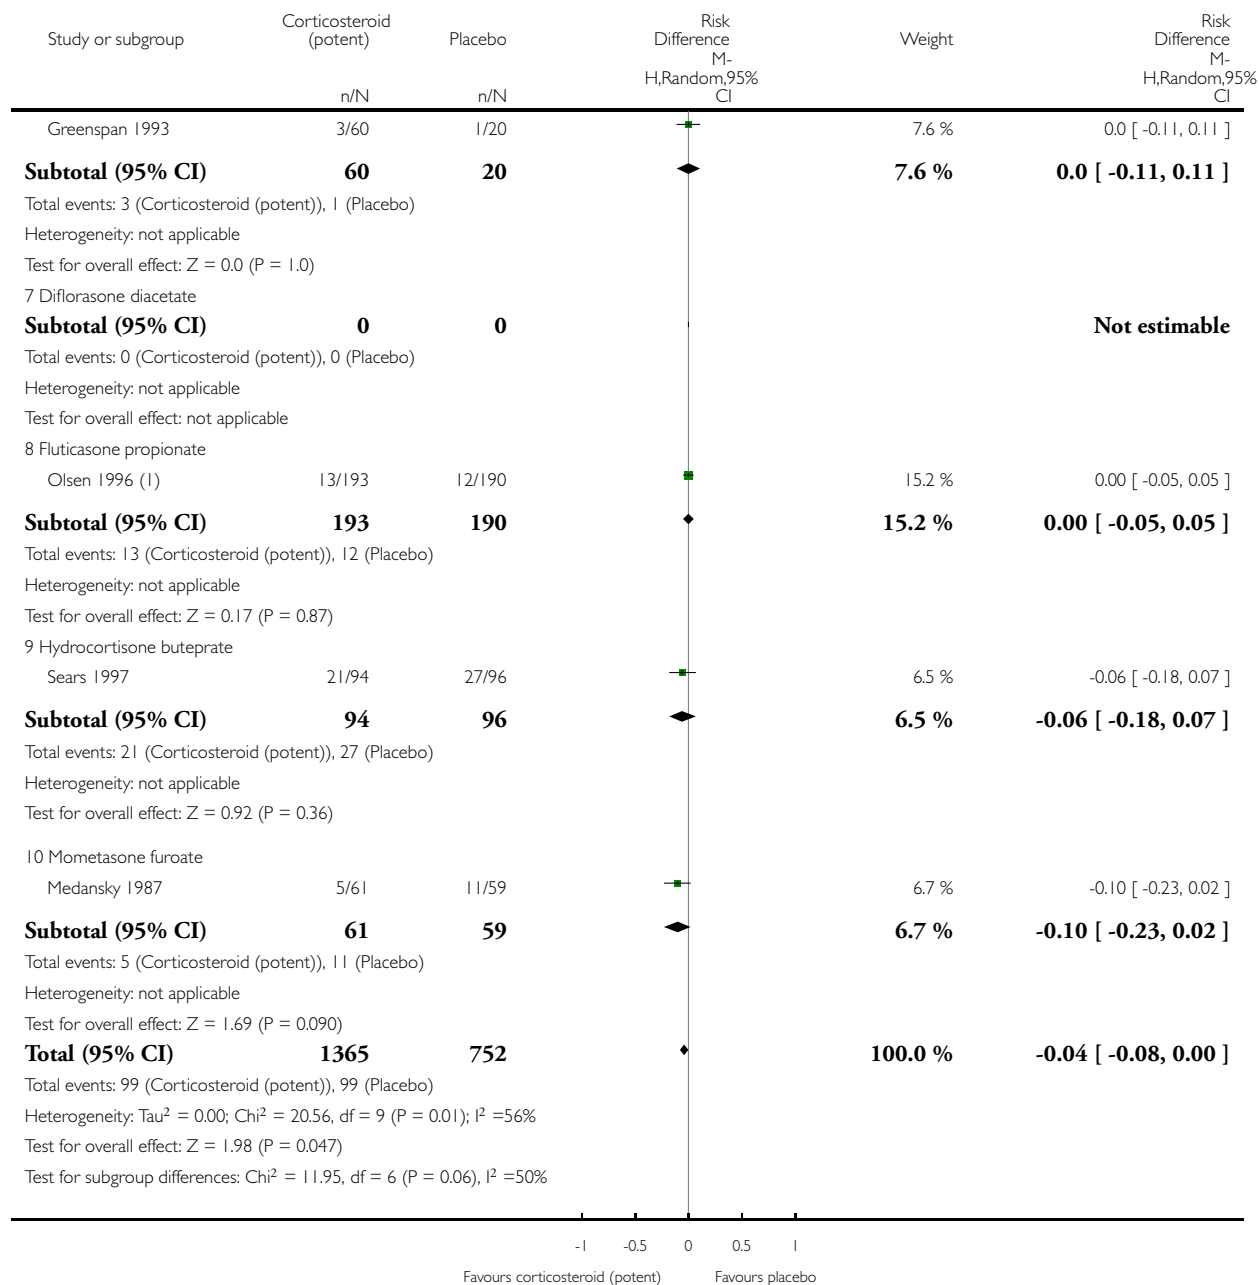 Study or subgroup Corticosteroid (potent) Placebo Risk Difference Weight Risk Difference
M-H,Random,95% CI M-H,Random,95% CI
n/N n/N
Greenspan 1993 3/60 1/20 7.6 % 0.0 [ -0.11, 0.11 ]
Subtotal (95% CI) 60 20 7.6 % 0.0 [ -0.11, 0.11 ]
Total events: 3 (Corticosteroid (potent)), 1 (Placebo)
Heterogeneity: not applicable
Test for overall effect: Z = 0.0 (P = 1.0)
7 Diflorasone diacetate
Subtotal (95% CI) 0 0 Not estimable
Total events: 0 (Corticosteroid (potent)), 0 (Placebo)
Heterogeneity: not applicable
Test for overall effect: not applicable
8 Fluticasone propionate
Olsen 1996 (1) 13/193 12/190 15.2 % 0.00 [ -0.05, 0.05 ]
Subtotal (95% CI) 193 190 15.2 % 0.00 [ -0.05, 0.05 ]
Total events: 13 (Corticosteroid (potent)), 12 (Placebo)
Heterogeneity: not applicable
Test for overall effect: Z = 0.17 (P = 0.87)
9 Hydrocortisone buteprate
Sears 1997 21/94 27/96 6.5 % -0.06 [ -0.18, 0.07 ]
Subtotal (95% CI) 94 96 6.5 % -0.06 [ -0.18, 0.07 ]
Total events: 21 (Corticosteroid (potent)), 27 (Placebo)
Heterogeneity: not applicable
Test for overall effect: Z = 0.92 (P = 0.36)
10 Mometasone furoate
Medansky 1987 5/61 11/59 6.7 % -0.10 [ -0.23, 0.02 ]
Subtotal (95% CI) 61 59 6.7 % -0.10 [ -0.23, 0.02 ]
Total events: 5 (Corticosteroid (potent)), 11 (Placebo)
Heterogeneity: not applicable
Test for overall effect: Z = 1.69 (P = 0.090)
Total (95% CI) 1365 752 100.0 % -0.04 [ -0.08, 0.00 ]
Total events: 99 (Corticosteroid (potent)), 99 (Placebo)
Heterogeneity: Tau² = 0.00; Chi² = 20.56, df = 9 (P = 0.01); I² =56%
Test for overall effect: Z = 1.98 (P = 0.047)
Test for subgroup differences: Chi² = 11.95, df = 6 (P = 0.06), I² =50%
-1 -0.5 0 0.5 1
Favours corticosteroid (potent) Favours placebo